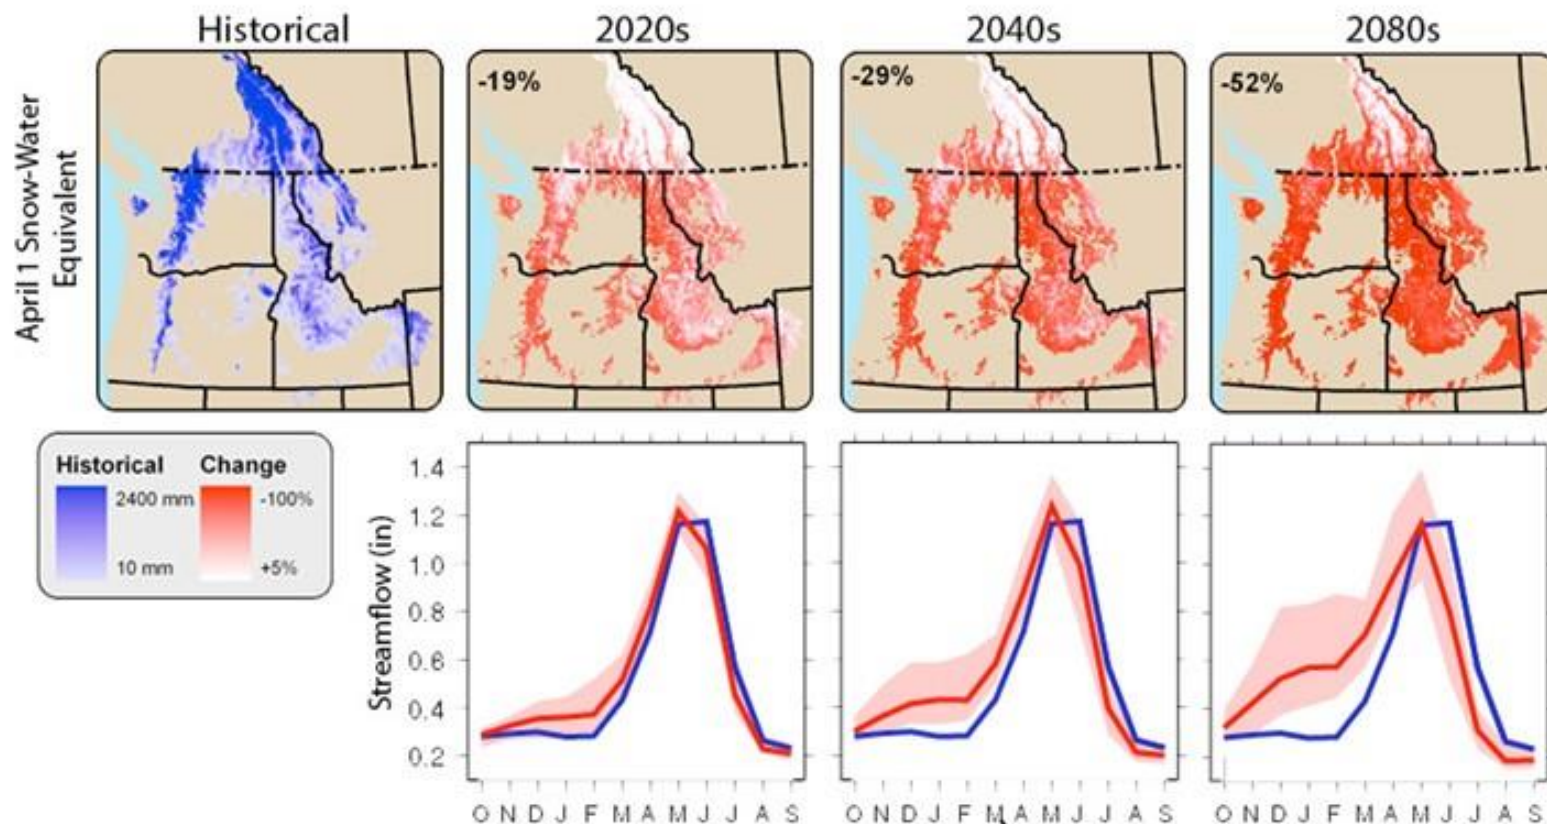 Historical
2020s
2040s
2080s
April 1 Snow-Water
Equivalent
-19%
-29%
-52%
Historical
Change
2400 mm
-100%
10 mm
+5%
Streamflow (in)
1.4
1.2
1.0
0.8
0.6
0.4
0.2
O N D J F M A M J J A S
O N D J F M A M J J A S
O N D J F M A M J J A S